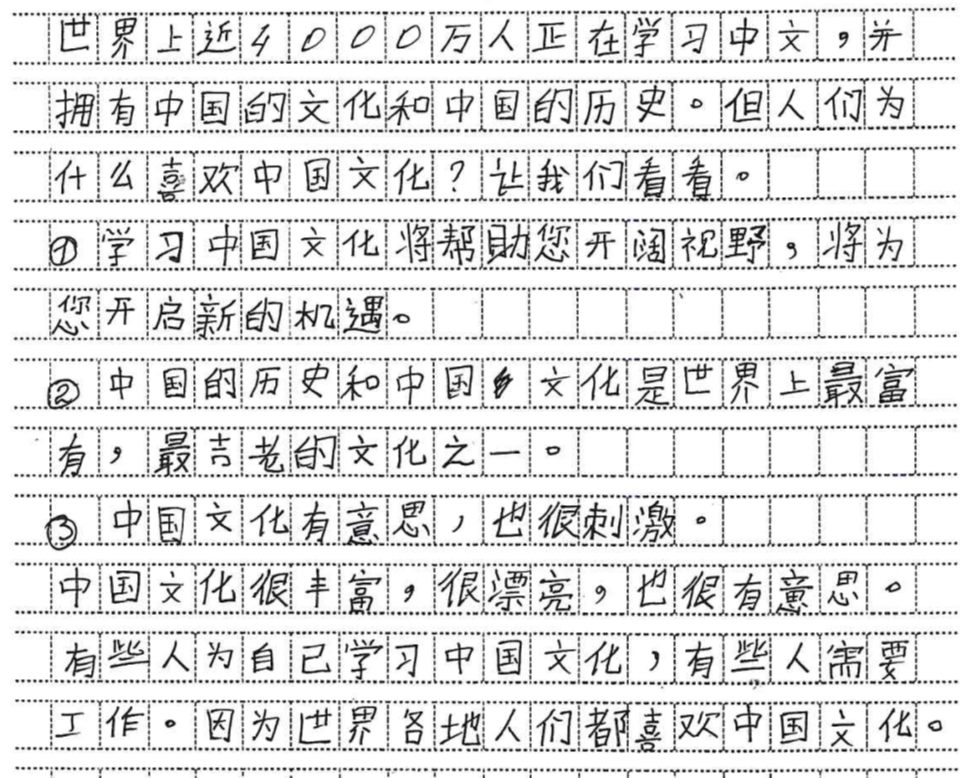 世界上近4000万人正在学习中文，并
拥有中国的文化和中国的历史。但人们为
什么喜欢中国文化？让我们看看。
①学习中国文化将帮助您开阔视野，将为
您开启新的机遇。
②中国的历史和中国文化是世界上最富
有，最吉老的文化之一。
③中国文化有意思，也很刺激。
中国文化很丰富，很漂亮，也很有意思。
有些人为自己学习中国文化，有些人需要
工作。因为世界各地人们都喜欢中国文化。